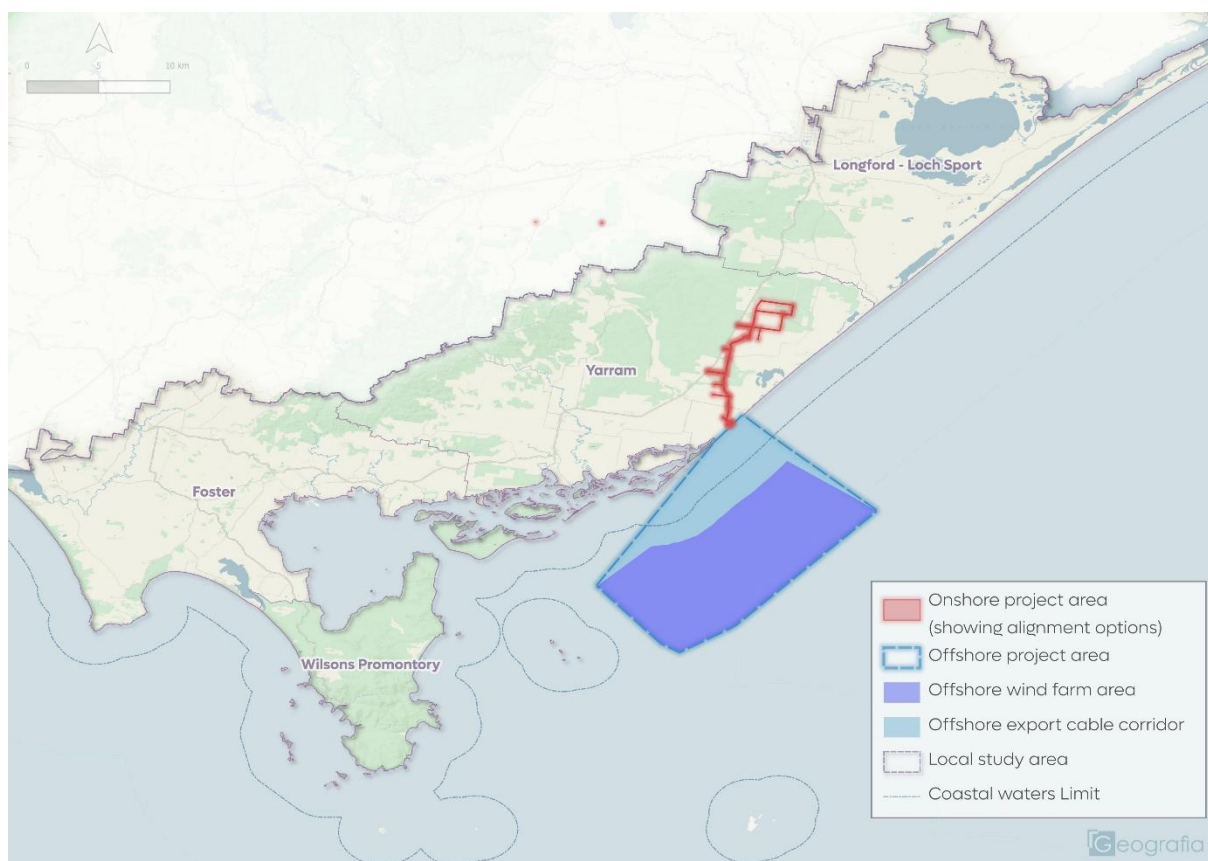 0
5
10 km
Longford - Loch Sport
Yarram
Foster
Wilsons Promontory
Onshore project area
(showing alignment options)
Offshore project area
Offshore wind farm area
Offshore export cable corridor
Local study area
Coastal waters Limit
Geografia